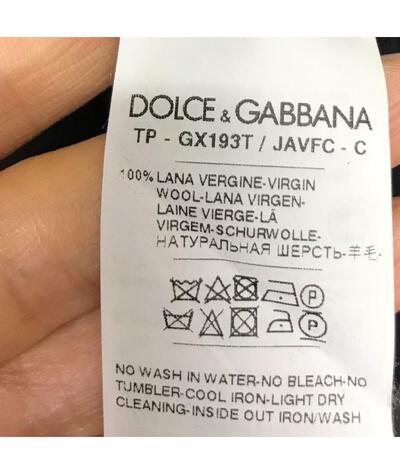 DOLCE & GABBANA
TP - GX193T / JAVFC - C
100% LANA VERGINE-VIRGIN
WOOL-LANA VIRGEN-
LAINE VIERGE-LÃ
VIRGEM-SCHURWOLLE-
НАТУРАЛЬНАЯ ШЕРСТЬ-羊毛-
P
P
NO WASH IN WATER-NO BLEACH-NO
TUMBLER-COOL IRON-LIGHT DRY
CLEANING-INSIDE OUT IRON/WASH